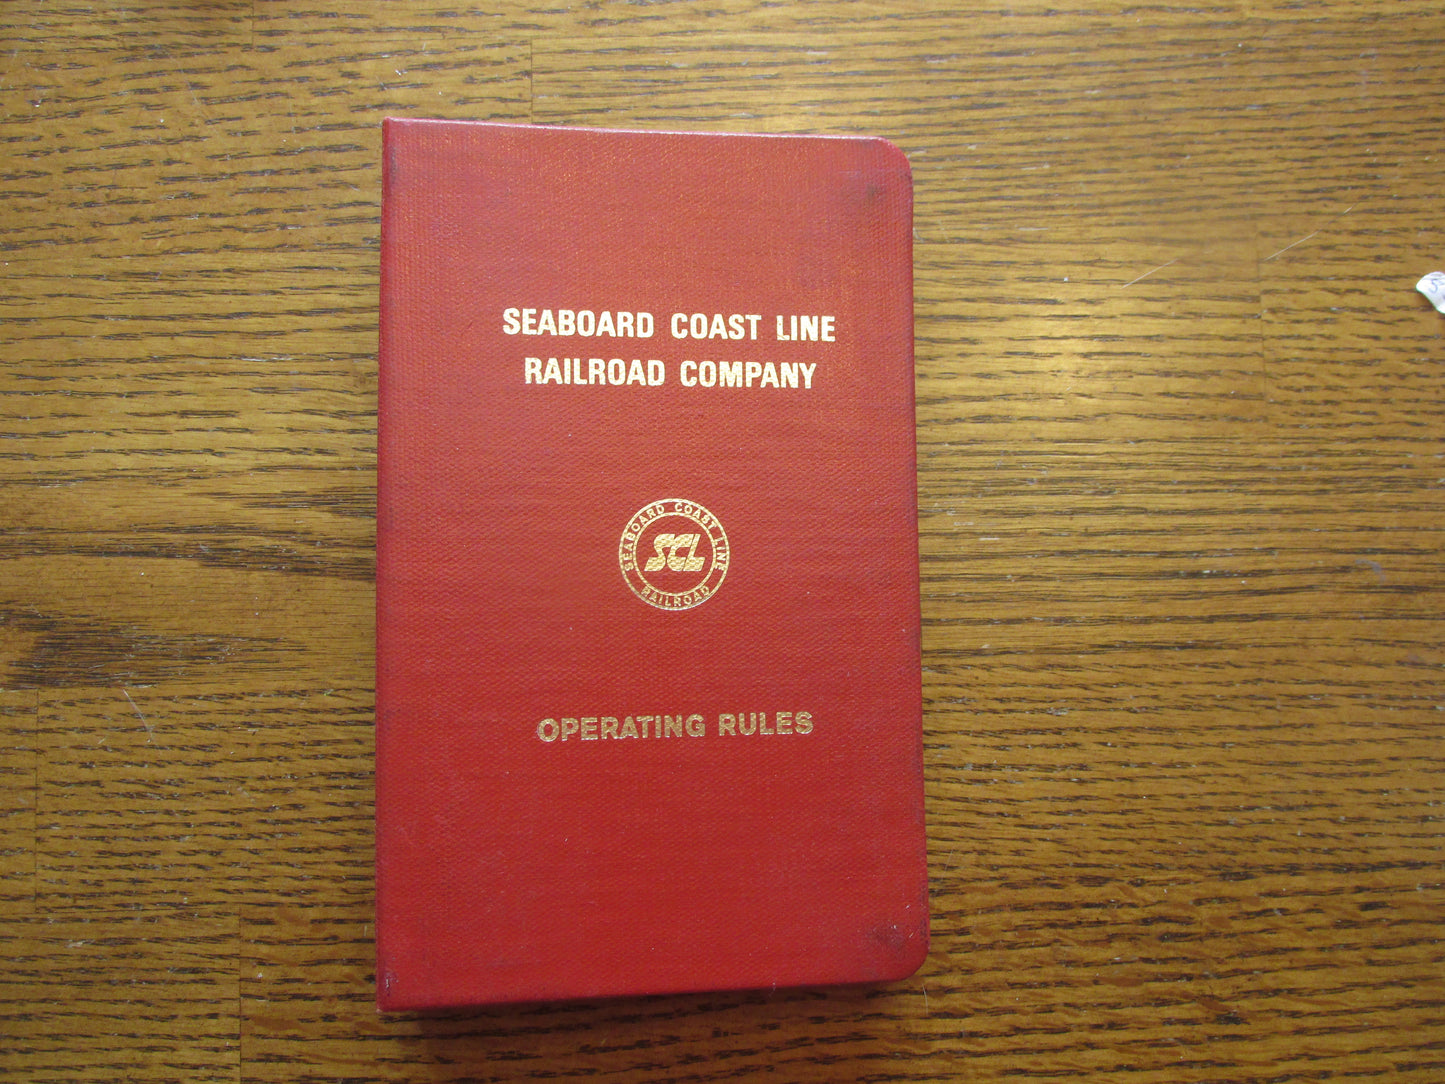 SEABOARD COAST LINE
RAILROAD COMPANY
SEABOARD COAST LINE
SCL
RAILROAD
OPERATING RULES